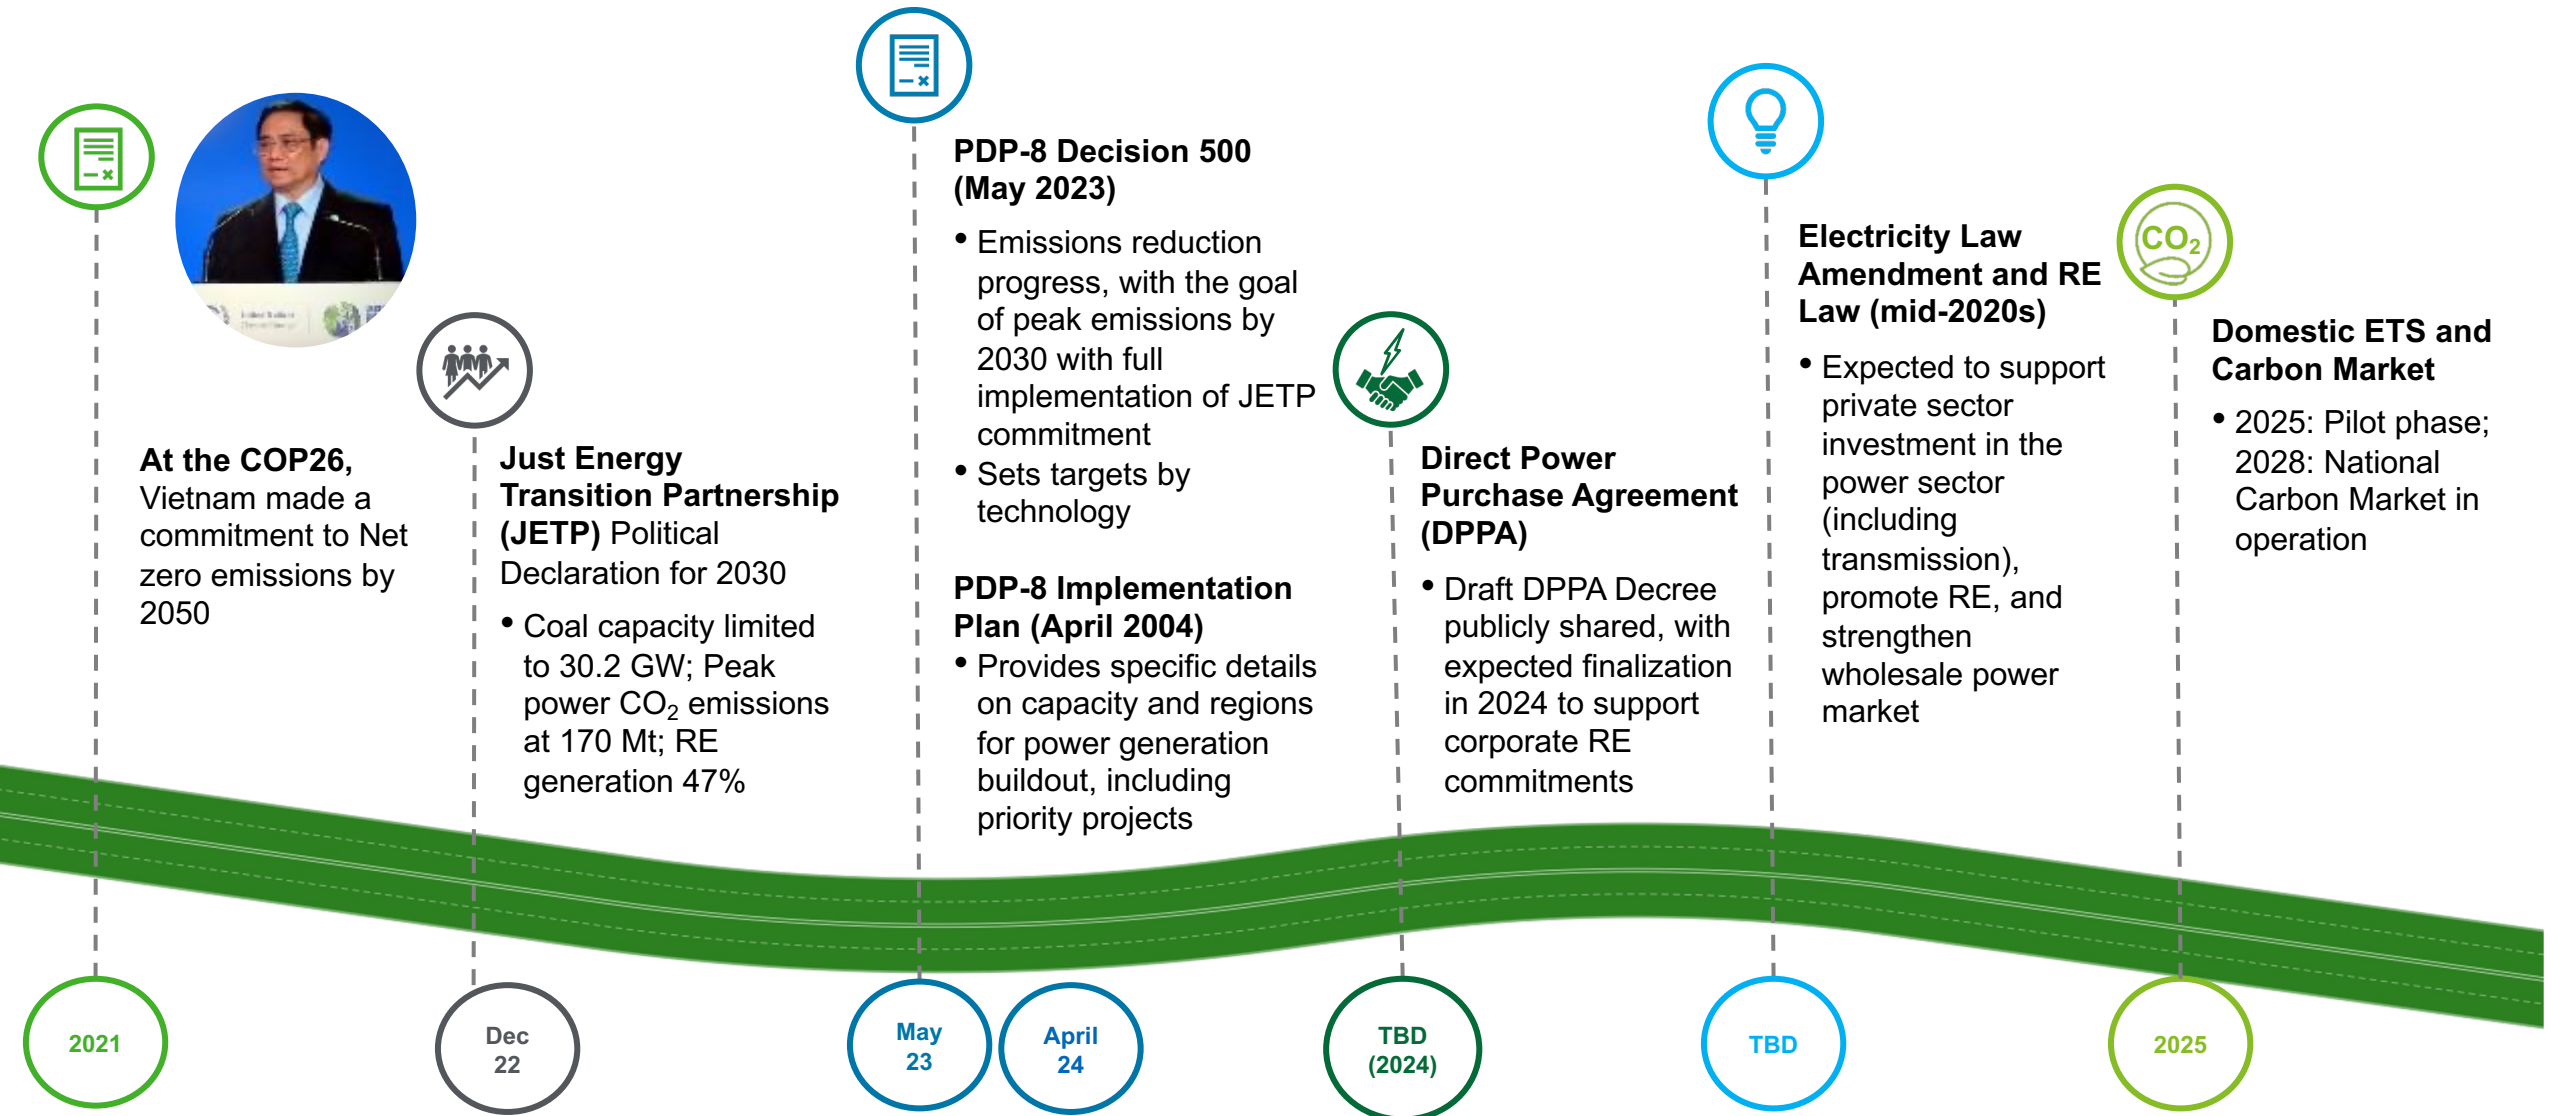 At the COP26,
Vietnam made a
commitment to Net
zero emissions by
2050
Just Energy
Transition Partnership
(JETP) Political
Declaration for 2030
• Coal capacity limited
to 30.2 GW; Peak
power CO₂ emissions
at 170 Mt; RE
generation 47%
PDP-8 Decision 500
(May 2023)
• Emissions reduction
progress, with the goal
of peak emissions by
2030 with full
implementation of JETP
commitment
• Sets targets by
technology
PDP-8 Implementation
Plan (April 2004)
• Provides specific details
on capacity and regions
for power generation
buildout, including
priority projects
Direct Power
Purchase Agreement
(DPPA)
• Draft DPPA Decree
publicly shared, with
expected finalization
in 2024 to support
corporate RE
commitments
Electricity Law
Amendment and RE
Law (mid-2020s)
• Expected to support
private sector
investment in the
power sector
(including
transmission),
promote RE, and
strengthen
wholesale power
market
CO₂
Domestic ETS and
Carbon Market
• 2025: Pilot phase;
2028: National
Carbon Market in
operation
2021
Dec
22
May
23
April
24
TBD
(2024)
TBD
2025